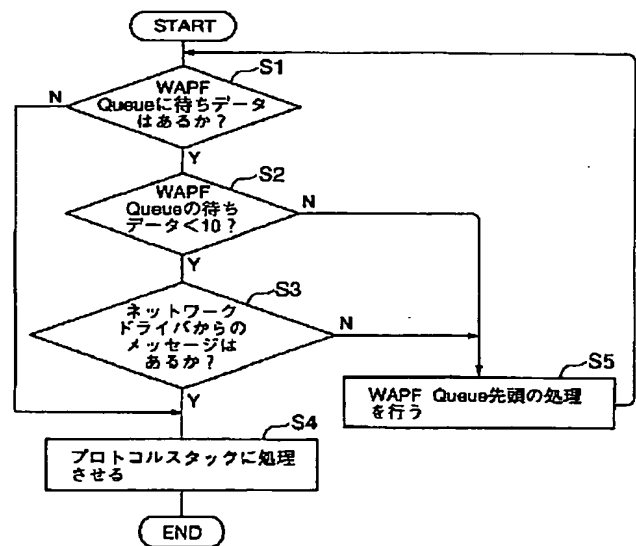 START
S1
N
WAPF
Queueに待ちデータ
はあるか？
Y
S2
WAPF
Queueの待ち
データ＜10？
N
Y
S3
ネットワーク
ドライバからの
メッセージは
あるか？
N
Y
S5
WAPF Queue先頭の処理
を行う
S4
プロトコルスタックに処理
させる
END